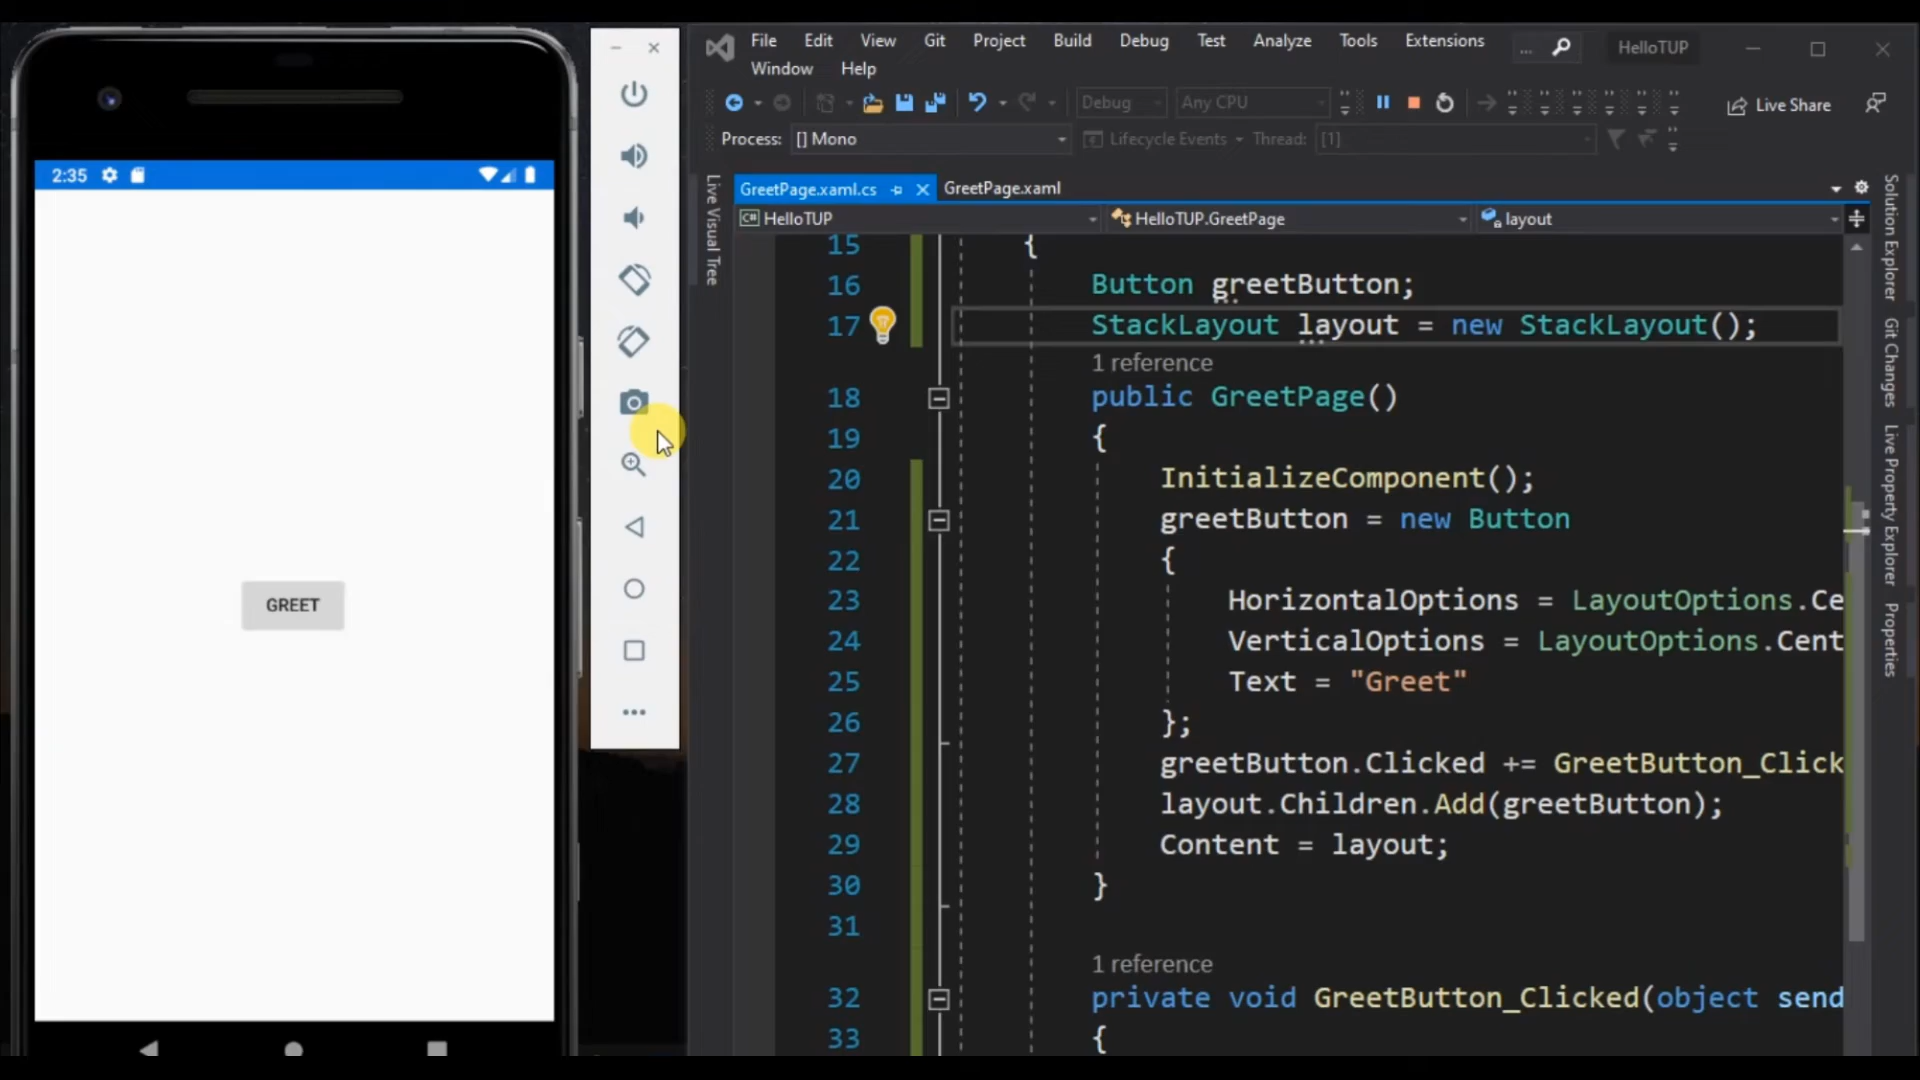 2:35
GREET
File Edit View Git Project Build Debug Test Analyze Tools Extensions ... HelloTUP
Window Help
Debug Any CPU Live Share
Process: [] Mono Lifecycle Events Thread: [1]
Live Visual Tree
GreetPage.xaml.cs GreetPage.xaml
C# HelloTUP HelloTUP.GreetPage layout
15 {
16 Button greetButton;
17 StackLayout layout = new StackLayout();
1 reference
18 public GreetPage()
19 {
20 InitializeComponent();
21 greetButton = new Button
22 {
23 HorizontalOptions = LayoutOptions.Ce
24 VerticalOptions = LayoutOptions.Cent
25 Text = "Greet"
26 };
27 greetButton.Clicked += GreetButton_Click
28 layout.Children.Add(greetButton);
29 Content = layout;
30 }
31
1 reference
32 private void GreetButton_Clicked(object send
33 {
Solution Explorer
Git Changes
Live Property Explorer
Properties